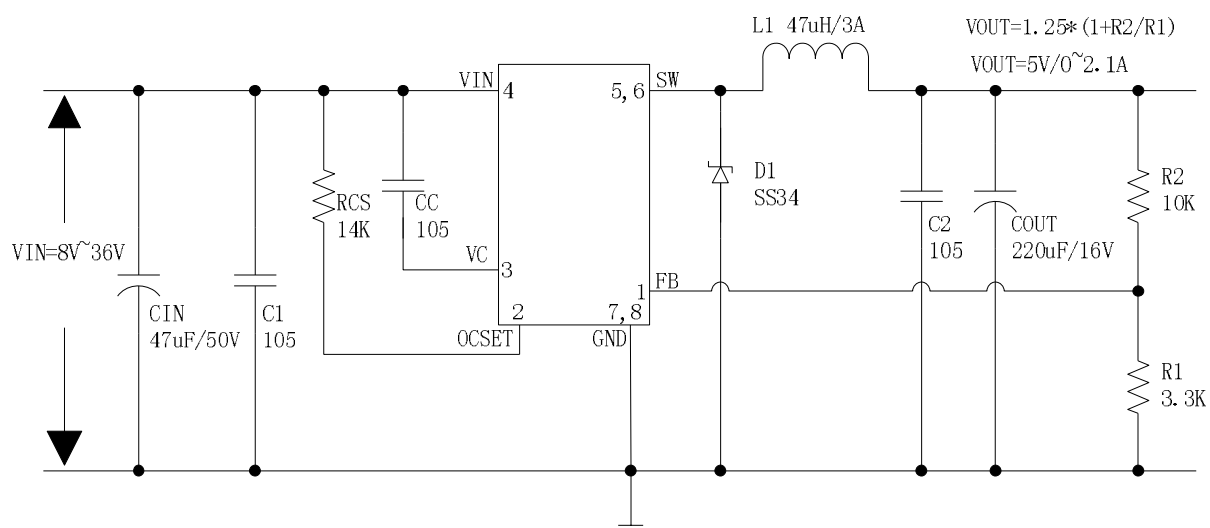 L1 47uH/3A
VOUT=1.25*(1+R2/R1)
VOUT=5V/0~2.1A
VIN
4
5,6
SW
RCS
14K
CC
105
D1
SS34
R2
10K
C2
105
COUT
220uF/16V
VIN=8V~36V
VC
3
FB
1
CIN
47uF/50V
C1
105
2
7,8
OCSET
GND
R1
3.3K